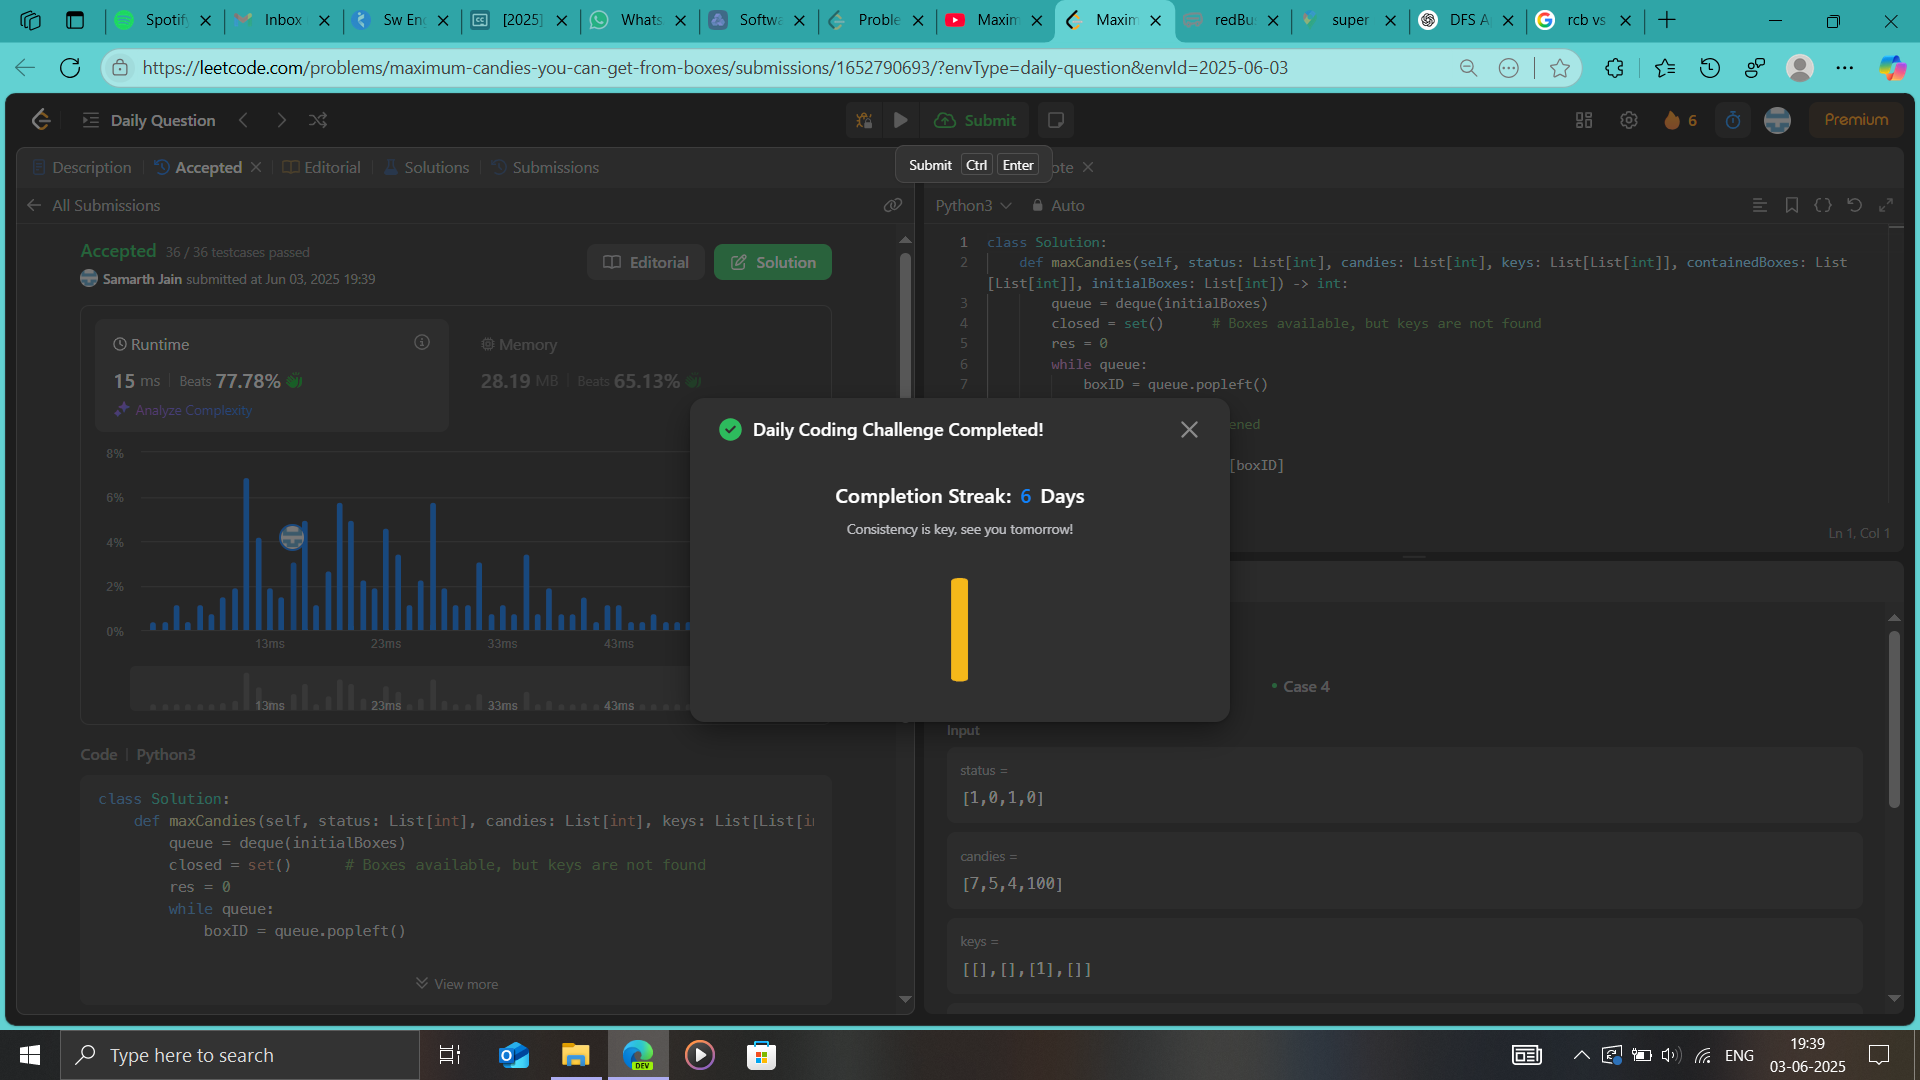 Spotify
Inbox
Sw En
[2025]
Whats
Softwa
Proble
Maxim
Maxim
redBus
super
DFS A
rcb vs
https://leetcode.com/problems/maximum-candies-you-can-get-from-boxes/submissions/1652790693/?envType=daily-question&envId=2025-06-03
Daily Question
Submit
6
Premium
Description
Accepted
Editorial
Solutions
Submissions
Submit Ctrl Enter
ote
All Submissions
Python3
Auto
Accepted 36 / 36 testcases passed
Samarth Jain submitted at Jun 03, 2025 19:39
Editorial
Solution
Runtime
15 ms Beats 77.78%
Analyze Complexity
Memory
28.19 MB Beats 65.13%
8%
6%
4%
2%
0%
13ms 23ms 33ms 43ms
13ms 23ms 33ms 43ms
Code | Python3
class Solution:
def maxCandies(self, status: List[int], candies: List[int], keys: List[List[i
queue = deque(initialBoxes)
closed = set() # Boxes available, but keys are not found
res = 0
while queue:
boxID = queue.popleft()
View more
1 class Solution:
2 def maxCandies(self, status: List[int], candies: List[int], keys: List[List[int]], containedBoxes: List
[List[int]], initialBoxes: List[int]) -> int:
3 queue = deque(initialBoxes)
4 closed = set() # Boxes available, but keys are not found
5 res = 0
6 while queue:
7 boxID = queue.popleft()
ened
[boxID]
Ln 1, Col 1
Daily Coding Challenge Completed!
Completion Streak: 6 Days
Consistency is key, see you tomorrow!
Case 4
Input
status =
[1,0,1,0]
candies =
[7,5,4,100]
keys =
[[],[],[1],[]]
Type here to search
DEV
ENG
19:39
03-06-2025